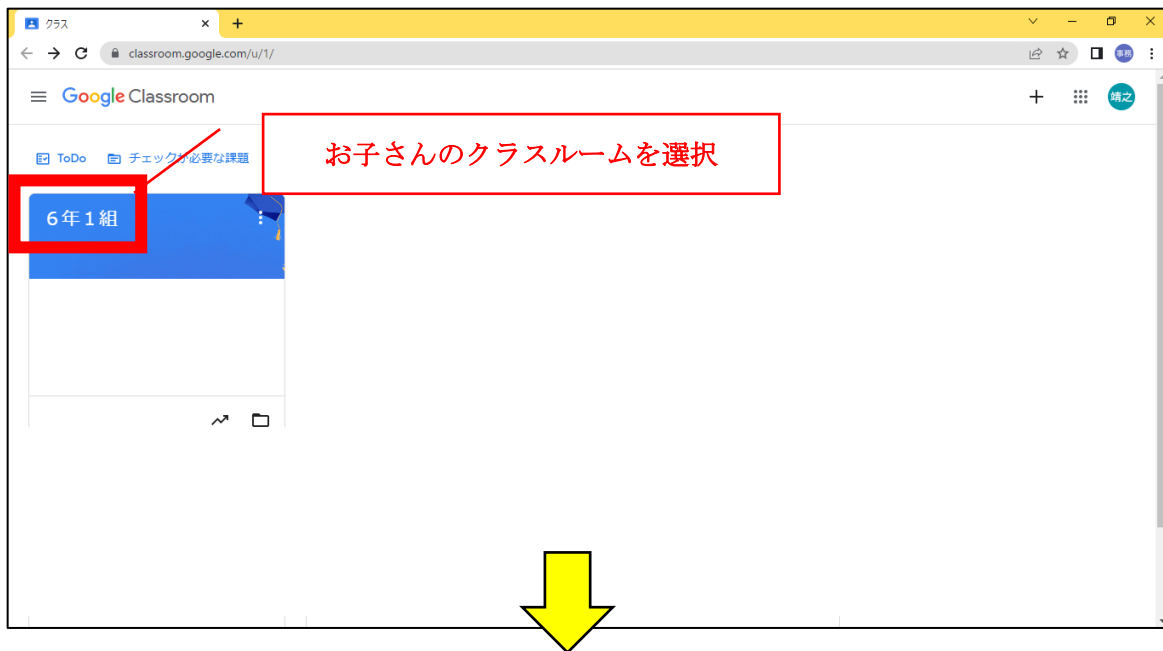 クラス
classroom.google.com/u/1/
事務
Google Classroom
靖之
ToDo チェックが必要な課題
お子さんのクラスルームを選択
６年１組